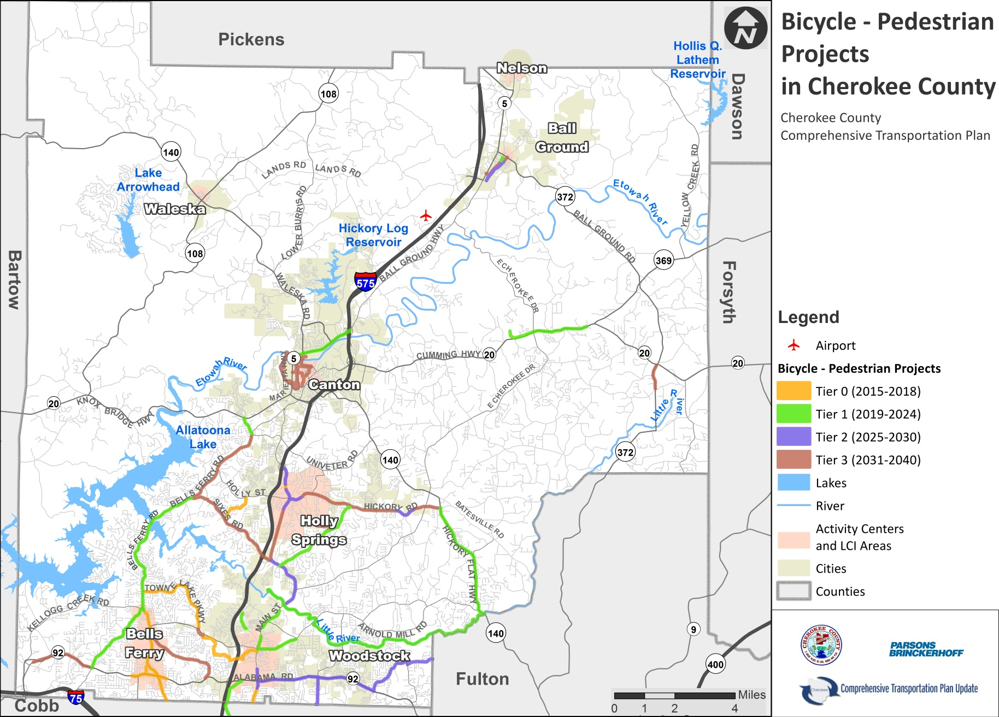 Bicycle - Pedestrian
Projects
in Cherokee County
Cherokee County
Comprehensive Transportation Plan
N
Pickens
Hollis Q.
Lathem
Reservoir
Nelson
Dawson
108
5
Ball
Ground
140
LANDS RD
LANDS RD
YELLOW CREEK RD
Lake
Arrowhead
Etowah River
Waleska
372
LOWER BURRIS RD
BALL GROUND RD
Hickory Log
Reservoir
BALL GROUND HWY
108
369
Bartow
Forsyth
575
ECHEROKEE DR
WALESKA RD
5
CUMMING HWY
20
20
20
Etowah River
MARIETTA HWY
Canton
E CHEROKEE DR
20
KNOX BRIDGE HWY
Little River
Allatoona
Lake
372
140
UNIVETER RD
BELLS FERRY RD
HOLLY ST
SIXES RD
HICKORY RD
BATESVILLE RD
Holly
Springs
BELLS FERRY RD
HICKORY FLAT HWY
TOWNE LAKE PKWY
KELLOGG CREEK RD
MAIN ST
Little River
ARNOLD MILL RD
140
9
Bells
Ferry
92
Woodstock
400
ALABAMA RD
92
Fulton
75
Cobb
Miles
0 1 2 4
Legend
Airport
Bicycle - Pedestrian Projects
Tier 0 (2015-2018)
Tier 1 (2019-2024)
Tier 2 (2025-2030)
Tier 3 (2031-2040)
Lakes
River
Activity Centers
and LCI Areas
Cities
Counties
CHEROKEE COUNTY
PARSONS
BRINCKERHOFF
Cherokee
Comprehensive Transportation Plan Update